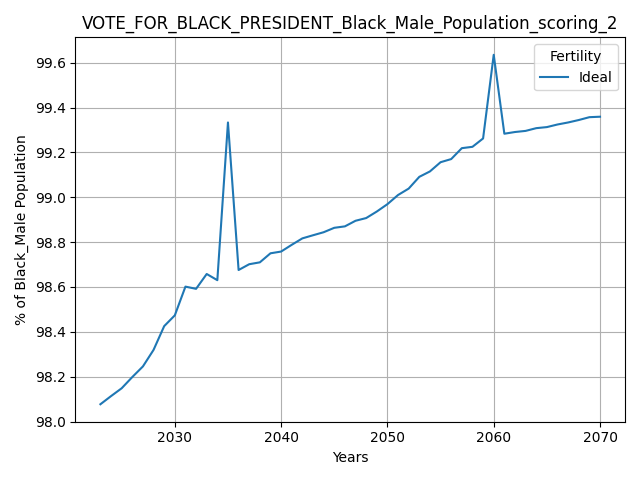 VOTE_FOR_BLACK_PRESIDENT_Black_Male_Population_scoring_2
Fertility
Ideal
% of Black_Male Population
99.6
99.4
99.2
99.0
98.8
98.6
98.4
98.2
98.0
2030 2040 2050 2060 2070
Years